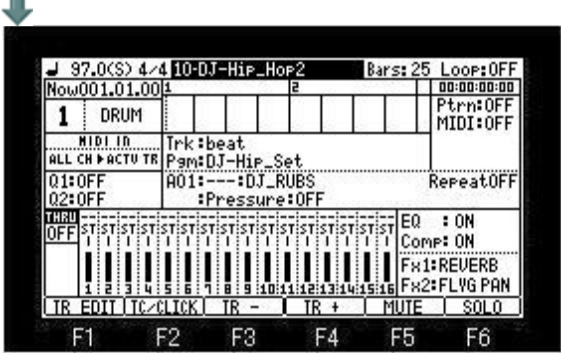 ♩ 97.0(S) 4/4 10-DJ-Hip_Hop2 Bars: 25 Loop:OFF
Now001.01.00 1 2 00:00:00:00
1 DRUM Ptrn:OFF
MIDI:OFF
MIDI IN Trk:beat
ALL CH▶ACTV TR Pgm:DJ-Hip_Set
Q1:OFF A01:---:DJ_RUBS RepeatOFF
Q2:OFF :Pressure:OFF
THRU OFF
ST ST ST ST ST ST ST ST ST ST ST ST ST ST ST ST
EQ : ON
Comp: ON
Fx1:REVERB
1 2 3 4 5 6 7 8 9 10 11 12 13 14 15 16 Fx2:FLYG PAN
TR EDIT TC/CLICK TR - TR + MUTE SOLO
F1 F2 F3 F4 F5 F6